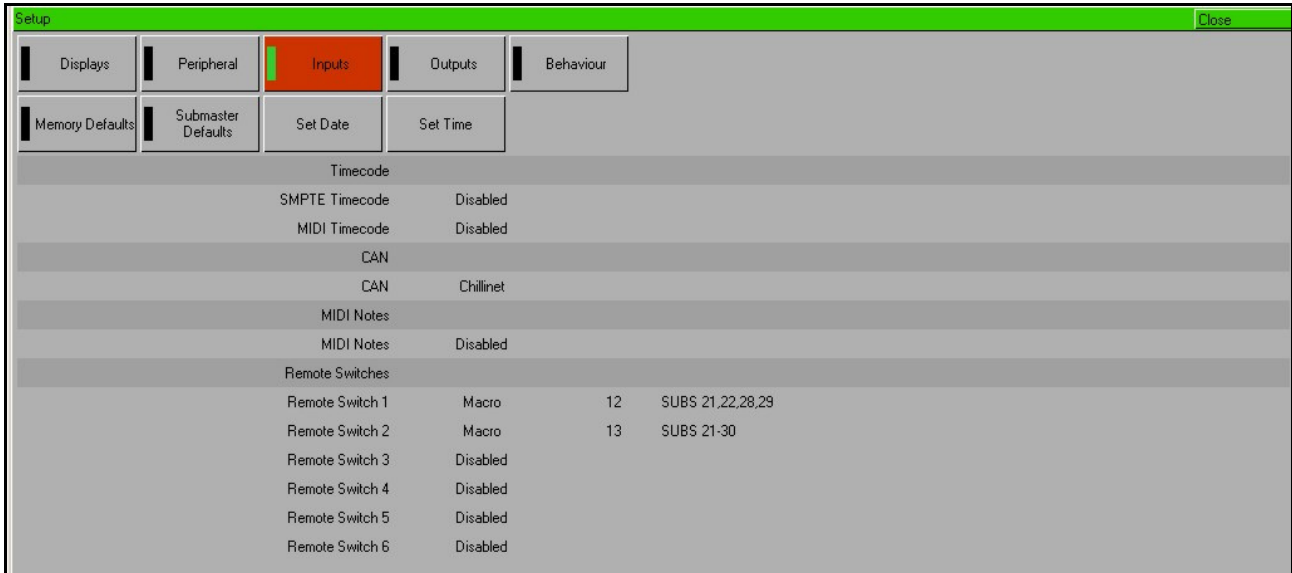 Setup Close
Displays Peripheral Inputs Outputs Behaviour
Memory Defaults Submaster Defaults Set Date Set Time
Timecode
SMPTE Timecode Disabled
MIDI Timecode Disabled
CAN
CAN Chillinet
MIDI Notes
MIDI Notes Disabled
Remote Switches
Remote Switch 1 Macro 12 SUBS 21,22,28,29
Remote Switch 2 Macro 13 SUBS 21-30
Remote Switch 3 Disabled
Remote Switch 4 Disabled
Remote Switch 5 Disabled
Remote Switch 6 Disabled